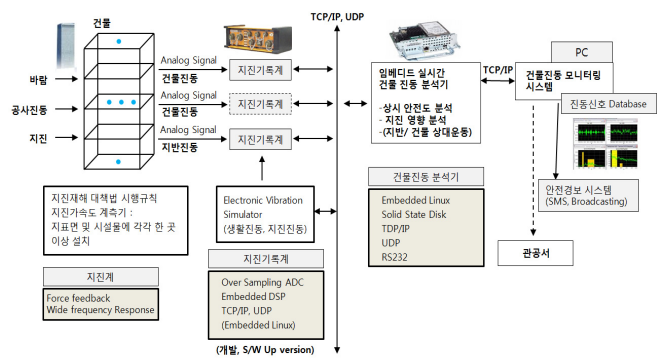 건물
TCP/IP, UDP
바람
공사진동
지진
Analog Signal
건물진동
Analog Signal
건물진동
Analog Signal
지반진동
지진기록계
지진기록계
지진기록계
임베디드 실시간
건물 진동 분석기
-상시 안전도 분석
- 지진 영향 분석
-(지반/ 건물 상대운동)
TCP/IP
PC
건물진동 모니터링
시스템
진동신호 Database
안전경보 시스템
(SMS, Broadcasting)
관공서
지진재해 대책법 시행규칙
지진가속도 계측기 :
지표면 및 시설물에 각각 한 곳
이상 설치
Electronic Vibration
Simulator
(생활진동, 지진진동)
건물진동 분석기
Embedded Linux
Solid State Disk
TDP/IP
UDP
RS232
지진계
Force feedback
Wide frequency Response
지진기록계
Over Sampling ADC
Embedded DSP
TCP/IP, UDP
(Embedded Linux)
(개발, S/W Up version)